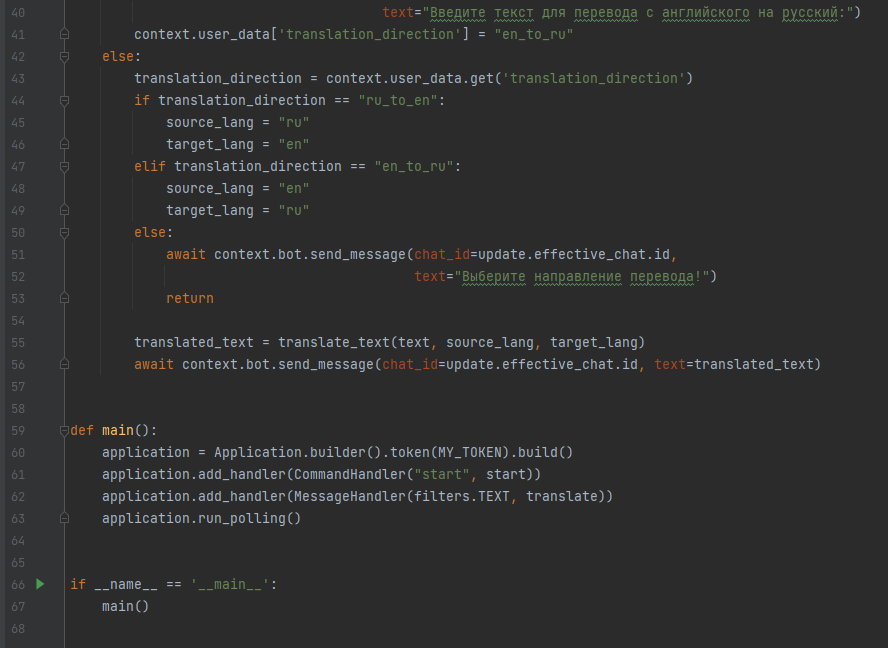 40                                       text="Введите текст для перевода с английского на русский:")
41        context.user_data['translation_direction'] = "en_to_ru"
42    else:
43        translation_direction = context.user_data.get('translation_direction')
44        if translation_direction == "ru_to_en":
45            source_lang = "ru"
46            target_lang = "en"
47        elif translation_direction == "en_to_ru":
48            source_lang = "en"
49            target_lang = "ru"
50        else:
51            await context.bot.send_message(chat_id=update.effective_chat.id,
52                                           text="Выберите направление перевода!")
53            return
54
55        translated_text = translate_text(text, source_lang, target_lang)
56        await context.bot.send_message(chat_id=update.effective_chat.id, text=translated_text)
57
58
59def main():
60    application = Application.builder().token(MY_TOKEN).build()
61    application.add_handler(CommandHandler("start", start))
62    application.add_handler(MessageHandler(filters.TEXT, translate))
63    application.run_polling()
64
65
66if __name__ == '__main__':
67    main()
68